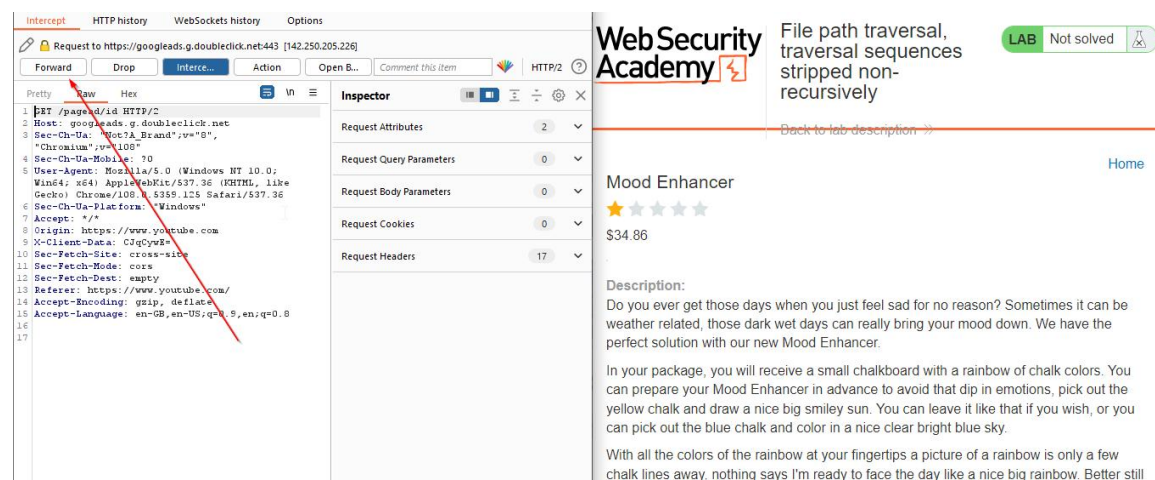 Intercept HTTP history WebSockets history Options
Request to https://googleads.g.doubleclick.net:443 [142.250.205.226]
Forward Drop Interce... Action Open B... Comment this item HTTP/2
Pretty Raw Hex \n
1 GET /pagead/id HTTP/2
2 Host: googleads.g.doubleclick.net
3 Sec-Ch-Ua: "Not?A_Brand";v="8",
"Chromium";v="108"
4 Sec-Ch-Ua-Mobile: ?0
5 User-Agent: Mozilla/5.0 (Windows NT 10.0;
Win64; x64) AppleWebKit/537.36 (KHTML, like
Gecko) Chrome/108.0.5359.125 Safari/537.36
6 Sec-Ch-Ua-Platform: "Windows"
7 Accept: */*
8 Origin: https://www.youtube.com
9 X-Client-Data: CJqCywE=
10 Sec-Fetch-Site: cross-site
11 Sec-Fetch-Mode: cors
12 Sec-Fetch-Dest: empty
13 Referer: https://www.youtube.com/
14 Accept-Encoding: gzip, deflate
15 Accept-Language: en-GB,en-US;q=0.9,en;q=0.8
16
17
Inspector
Request Attributes 2
Request Query Parameters 0
Request Body Parameters 0
Request Cookies 0
Request Headers 17
Web Security
Academy
File path traversal,
traversal sequences
stripped non-
recursively
LAB Not solved
Back to lab description
Home
Mood Enhancer
$34.86
Description:
Do you ever get those days when you just feel sad for no reason? Sometimes it can be
weather related, those dark wet days can really bring your mood down. We have the
perfect solution with our new Mood Enhancer.
In your package, you will receive a small chalkboard with a rainbow of chalk colors. You
can prepare your Mood Enhancer in advance to avoid that dip in emotions, pick out the
yellow chalk and draw a nice big smiley sun. You can leave it like that if you wish, or you
can pick out the blue chalk and color in a nice clear bright blue sky.
With all the colors of the rainbow at your fingertips a picture of a rainbow is only a few
chalk lines away, nothing says I'm ready to face the day like a nice big rainbow. Better still